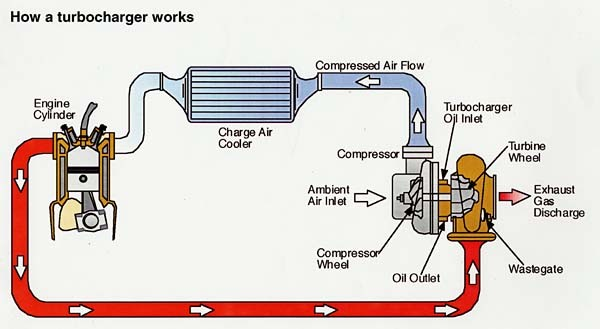 How a turbocharger works
Compressed Air Flow
Engine
Cylinder
Charge Air
Cooler
Turbocharger
Oil Inlet
Compressor
Turbine
Wheel
Ambient
Air Inlet
Exhaust
Gas
Discharge
Compressor
Wheel
Oil Outlet
Wastegate